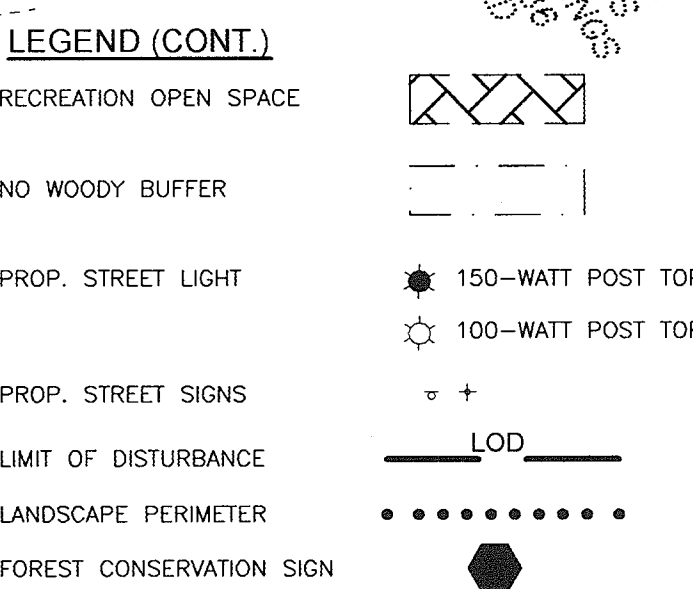 LEGEND (CONT.)
RECREATION OPEN SPACE
NO WOODY BUFFER
PROP. STREET LIGHT
150-WATT POST TOP
100-WATT POST TOP
PROP. STREET SIGNS
LIMIT OF DISTURBANCE
LOD
LANDSCAPE PERIMETER
FOREST CONSERVATION SIGN